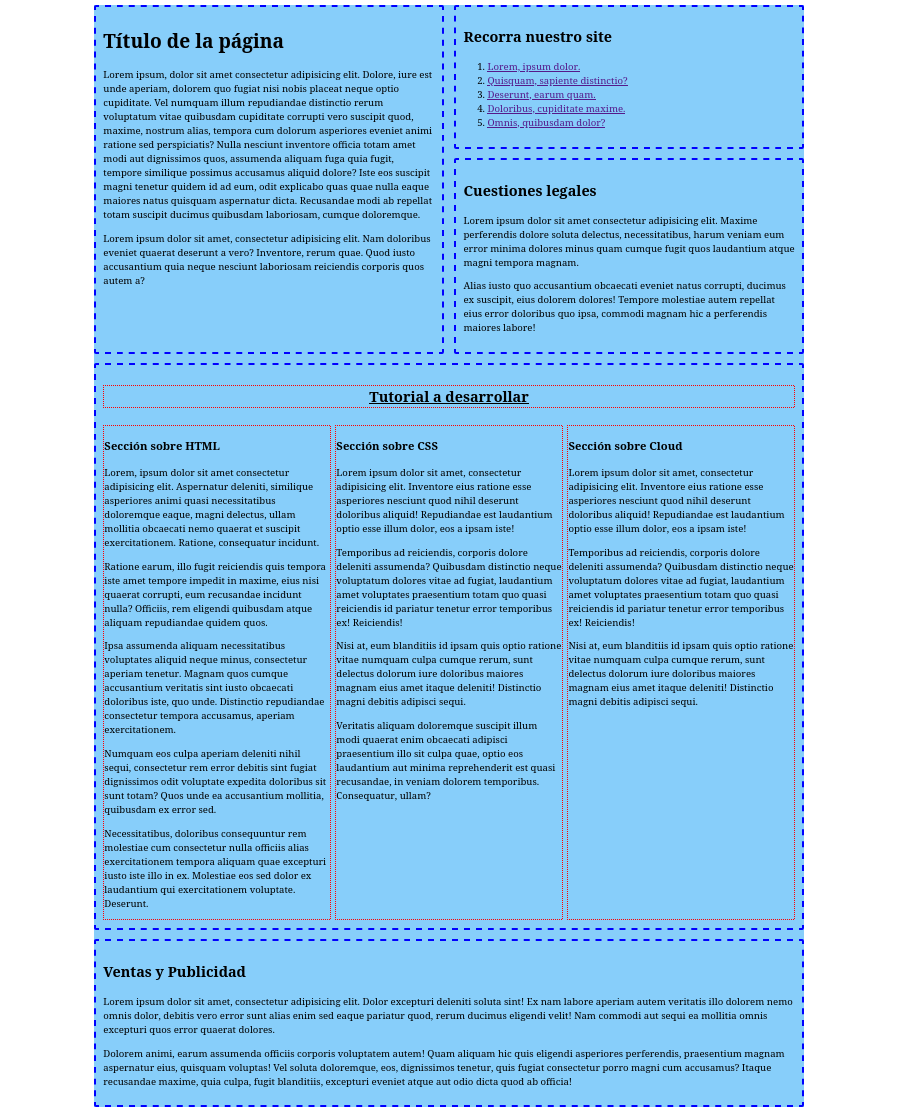 Título de la página
Lorem ipsum, dolor sit amet consectetur adipisicing elit. Dolore, iure est
unde aperiam, dolorem quo fugiat nisi nobis placeat neque optio
cupiditate. Vel numquam illum repudiandae distinctio rerum
voluptatum vitae quibusdam cupiditate corrupti vero suscipit quod,
maxime, nostrum alias, tempora cum dolorum asperiores eveniet animi
ratione sed perspiciatis? Nulla nesciunt inventore officia totam amet
modi aut dignissimos quos, assumenda aliquam fuga quia fugit,
tempore similique possimus accusamus aliquid dolore? Iste eos suscipit
magni tenetur quidem id ad eum, odit explicabo quas quae nulla eaque
maiores natus quisquam aspernatur dicta. Recusandae modi ab repellat
totam suscipit ducimus quibusdam laboriosam, cumque doloremque.
Lorem ipsum dolor sit amet, consectetur adipisicing elit. Nam doloribus
eveniet quaerat deserunt a vero? Inventore, rerum quae. Quod iusto
accusantium quia neque nesciunt laboriosam reiciendis corporis quos
autem a?
Recorra nuestro site
1. Lorem, ipsum dolor.
2. Quisquam, sapiente distinctio?
3. Deserunt, earum quam.
4. Doloribus, cupiditate maxime.
5. Omnis, quibusdam dolor?
Cuestiones legales
Lorem ipsum dolor sit amet consectetur adipisicing elit. Maxime
perferendis dolore soluta delectus, necessitatibus, harum veniam eum
error minima dolores minus quam cumque fugit quos laudantium atque
magni tempora magnam.
Alias iusto quo accusantium obcaecati eveniet natus corrupti, ducimus
ex suscipit, eius dolorem dolores! Tempore molestiae autem repellat
eius error doloribus quo ipsa, commodi magnam hic a perferendis
maiores labore!
Tutorial a desarrollar
Sección sobre HTML
Lorem, ipsum dolor sit amet consectetur
adipisicing elit. Aspernatur deleniti, similique
asperiores animi quasi necessitatibus
doloremque eaque, magni delectus, ullam
mollitia obcaecati nemo quaerat et suscipit
exercitationem. Ratione, consequatur incidunt.
Ratione earum, illo fugit reiciendis quis tempora
iste amet tempore impedit in maxime, eius nisi
quaerat corrupti, eum recusandae incidunt
nulla? Officiis, rem eligendi quibusdam atque
aliquam repudiandae quidem quos.
Ipsa assumenda aliquam necessitatibus
voluptates aliquid neque minus, consectetur
aperiam tenetur. Magnam quos cumque
accusantium veritatis sint iusto obcaecati
doloribus iste, quo unde. Distinctio repudiandae
consectetur tempora accusamus, aperiam
exercitationem.
Numquam eos culpa aperiam deleniti nihil
sequi, consectetur rem error debitis sint fugiat
dignissimos odit voluptate expedita doloribus sit
sunt totam? Quos unde ea accusantium mollitia,
quibusdam ex error sed.
Necessitatibus, doloribus consequuntur rem
molestiae cum consectetur nulla officiis alias
exercitationem tempora aliquam quae excepturi
iusto iste illo in ex. Molestiae eos sed dolor ex
laudantium qui exercitationem voluptate.
Deserunt.
Sección sobre CSS
Lorem ipsum dolor sit amet, consectetur
adipisicing elit. Inventore eius ratione esse
asperiores nesciunt quod nihil deserunt
doloribus aliquid! Repudiandae est laudantium
optio esse illum dolor, eos a ipsam iste!
Temporibus ad reiciendis, corporis dolore
deleniti assumenda? Quibusdam distinctio neque
voluptatum dolores vitae ad fugiat, laudantium
amet voluptates praesentium totam quo quasi
reiciendis id pariatur tenetur error temporibus
ex! Reiciendis!
Nisi at, eum blanditiis id ipsam quis optio ratione
vitae numquam culpa cumque rerum, sunt
delectus dolorum iure doloribus maiores
magnam eius amet itaque deleniti! Distinctio
magni debitis adipisci sequi.
Veritatis aliquam doloremque suscipit illum
modi quaerat enim obcaecati adipisci
praesentium illo sit culpa quae, optio eos
laudantium aut minima reprehenderit est quasi
recusandae, in veniam dolorem temporibus.
Consequatur, ullam?
Sección sobre Cloud
Lorem ipsum dolor sit amet, consectetur
adipisicing elit. Inventore eius ratione esse
asperiores nesciunt quod nihil deserunt
doloribus aliquid! Repudiandae est laudantium
optio esse illum dolor, eos a ipsam iste!
Temporibus ad reiciendis, corporis dolore
deleniti assumenda? Quibusdam distinctio neque
voluptatum dolores vitae ad fugiat, laudantium
amet voluptates praesentium totam quo quasi
reiciendis id pariatur tenetur error temporibus
ex! Reiciendis!
Nisi at, eum blanditiis id ipsam quis optio ratione
vitae numquam culpa cumque rerum, sunt
delectus dolorum iure doloribus maiores
magnam eius amet itaque deleniti! Distinctio
magni debitis adipisci sequi.
Ventas y Publicidad
Lorem ipsum dolor sit amet, consectetur adipisicing elit. Dolor excepturi deleniti soluta sint! Ex nam labore aperiam autem veritatis illo dolorem nemo
omnis dolor, debitis vero error sunt alias enim sed eaque pariatur quod, rerum ducimus eligendi velit! Nam commodi aut sequi ea mollitia omnis
excepturi quos error quaerat dolores.
Dolorem animi, earum assumenda officiis corporis voluptatem autem! Quam aliquam hic quis eligendi asperiores perferendis, praesentium magnam
aspernatur eius, quisquam voluptas! Vel soluta doloremque, eos, dignissimos tenetur, quis fugiat consectetur porro magni cum accusamus? Itaque
recusandae maxime, quia culpa, fugit blanditiis, excepturi eveniet atque aut odio dicta quod ab officia!